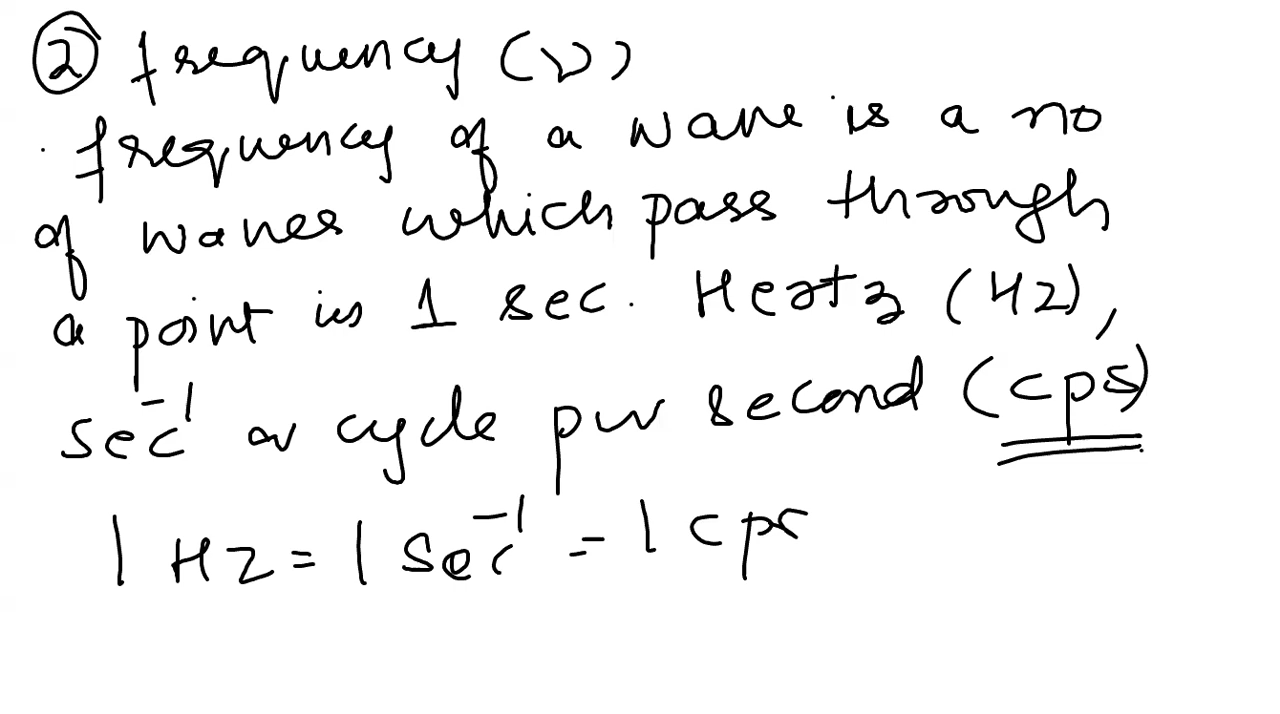 ② frequency (ν)
frequency of a wave is a no
of waves which pass through
a point in 1 sec. Hertz (Hz),
sec⁻¹ or cycle per second (cps)
1 Hz = 1 sec⁻¹ = 1 cps